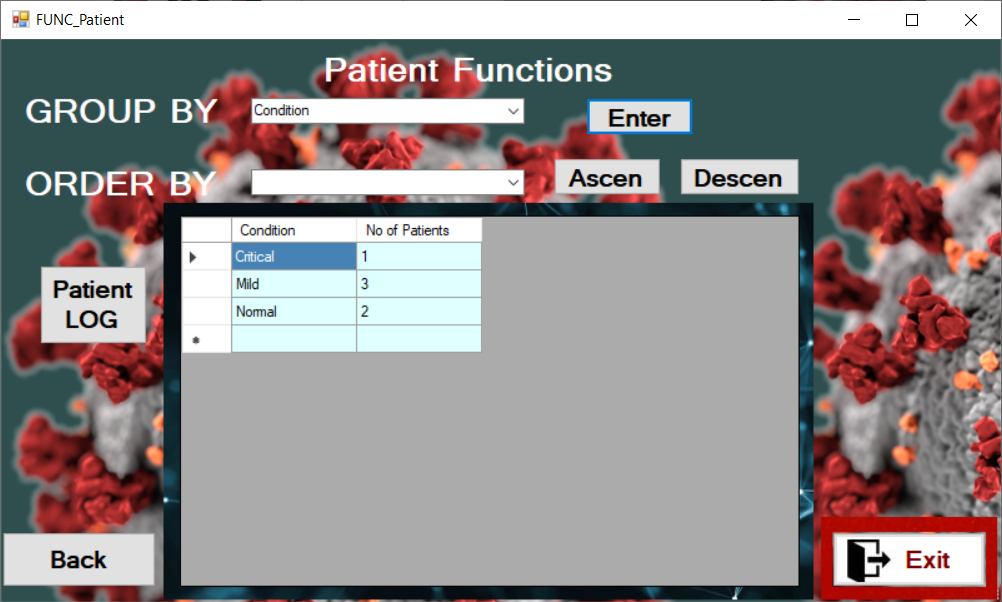 FUNC_Patient
Patient Functions
GROUP BY
Condition
Enter
ORDER BY
Ascen
Descen
Condition No of Patients
Critical 1
Mild 3
Normal 2
Patient
LOG
Back
Exit